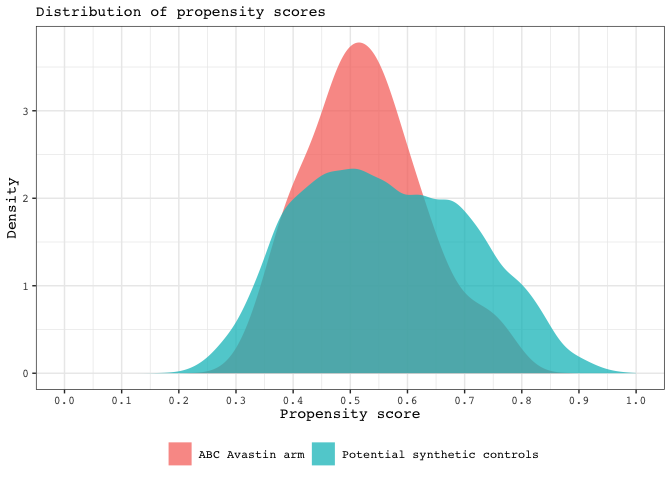 Distribution of propensity scores
Density
3
2
1
0
0.0 0.1 0.2 0.3 0.4 0.5 0.6 0.7 0.8 0.9 1.0
Propensity score
ABC Avastin arm Potential synthetic controls